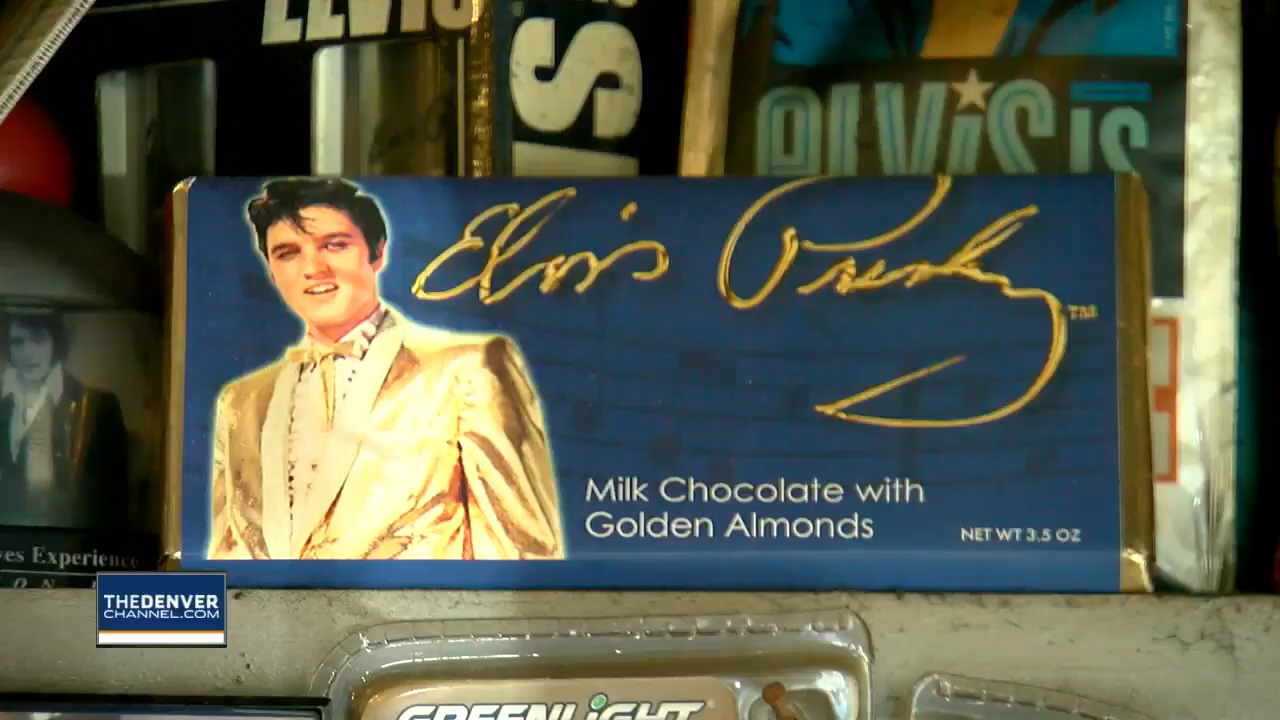 ELVIS
IS
ELVIS IS
Elvis Presley
TM
Milk Chocolate with
Golden Almonds
NET WT 3.5 OZ
ves Experience
THEDENVER
CHANNEL.COM
GREENLiGHT